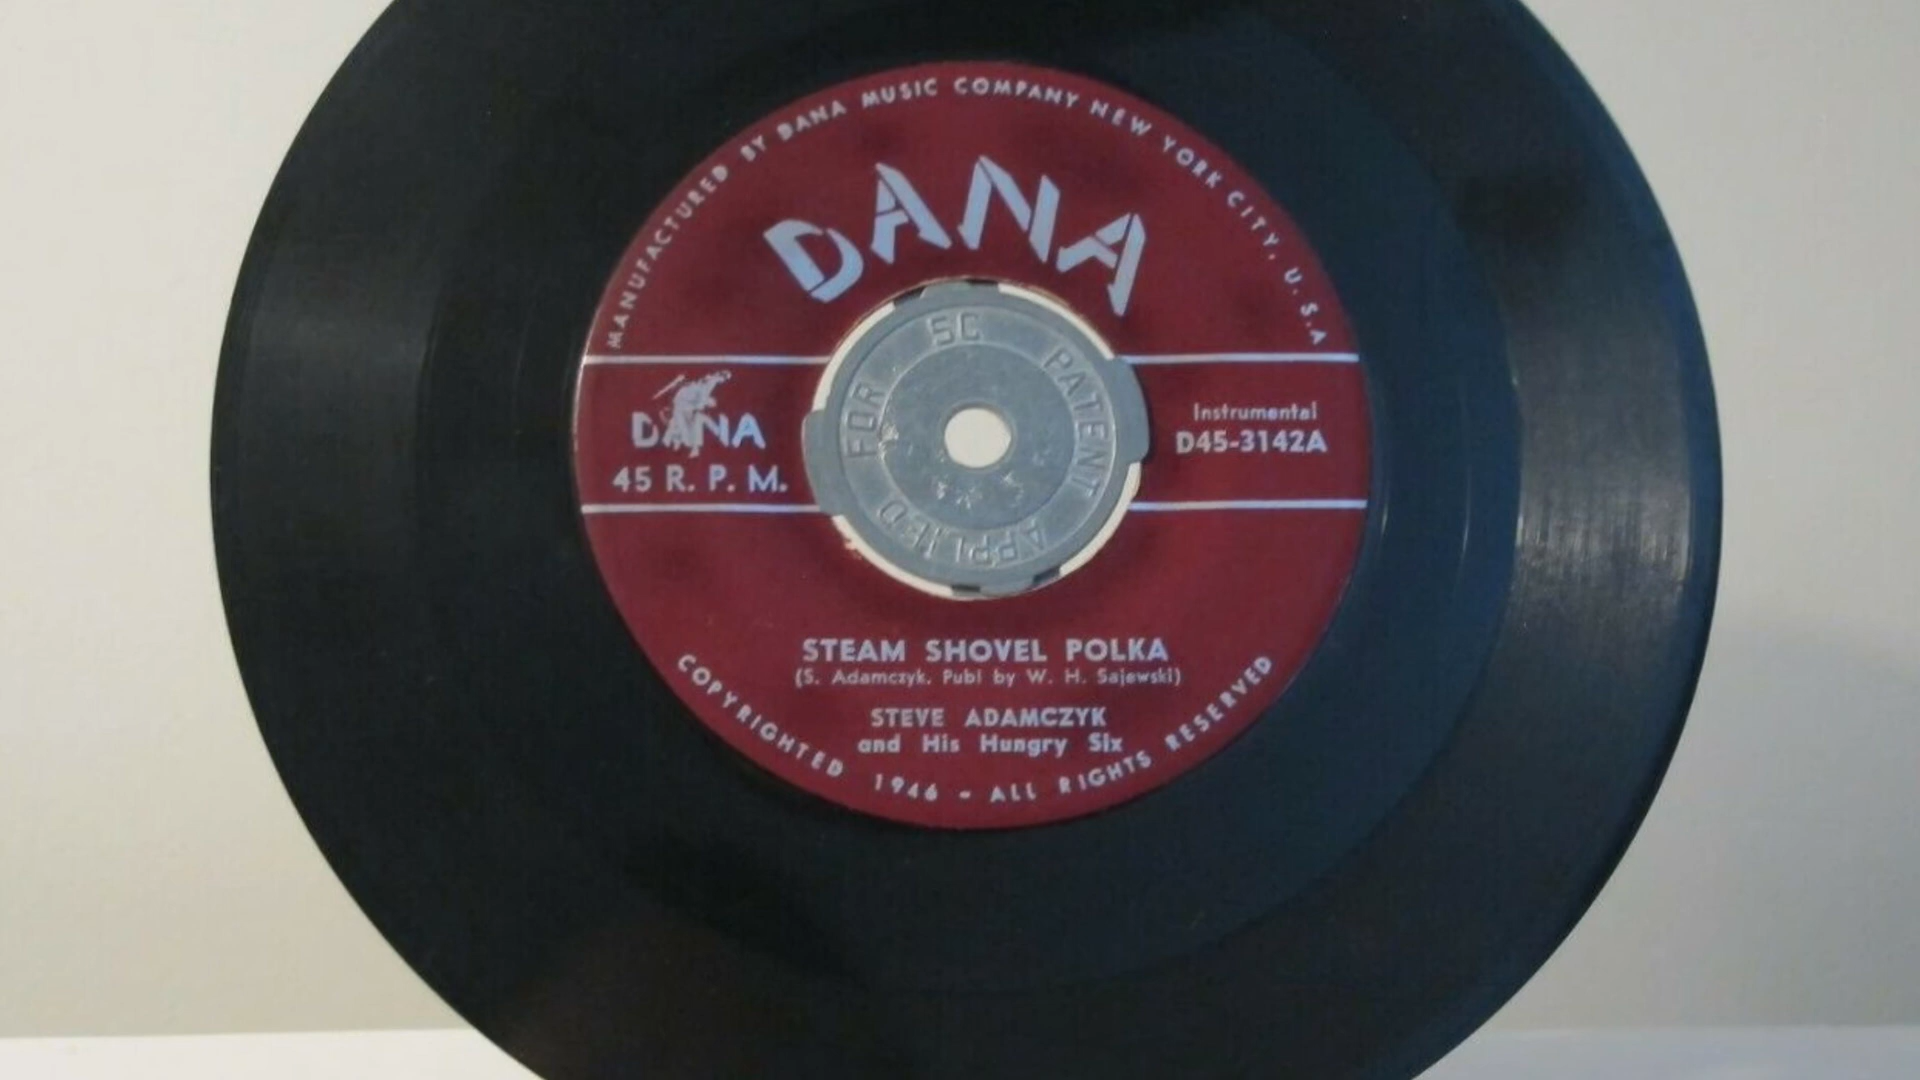 MANUFACTURED BY DANA MUSIC COMPANY NEW YORK CITY, U.S.A
DANA
DANA
45 R. P. M.
Instrumental
D45-3142A
SC PATENT APPLIED FOR
STEAM SHOVEL POLKA
(S. Adamczyk. Publ by W. H. Sajewski)
STEVE ADAMCZYK
and His Hungry Six
COPYRIGHTED 1946 - ALL RIGHTS RESERVED